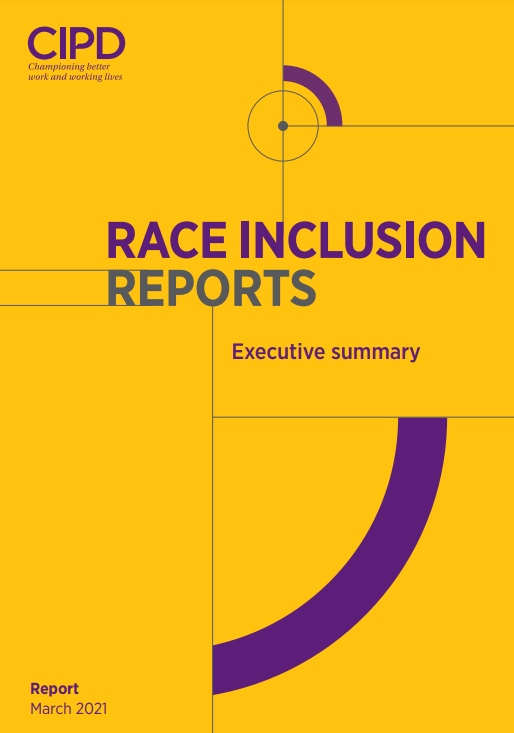 CIPD
Championing better
work and working lives
RACE INCLUSION
REPORTS
Executive summary
Report
March 2021